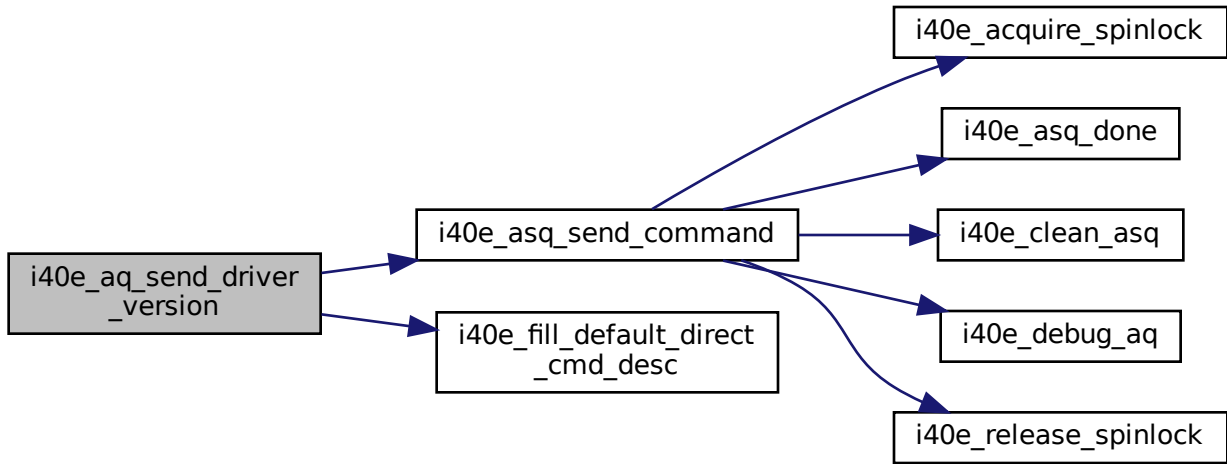 i40e_acquire_spinlock
i40e_asq_done
i40e_asq_send_command
i40e_clean_asq
i40e_aq_send_driver
_version
i40e_fill_default_direct
_cmd_desc
i40e_debug_aq
i40e_release_spinlock